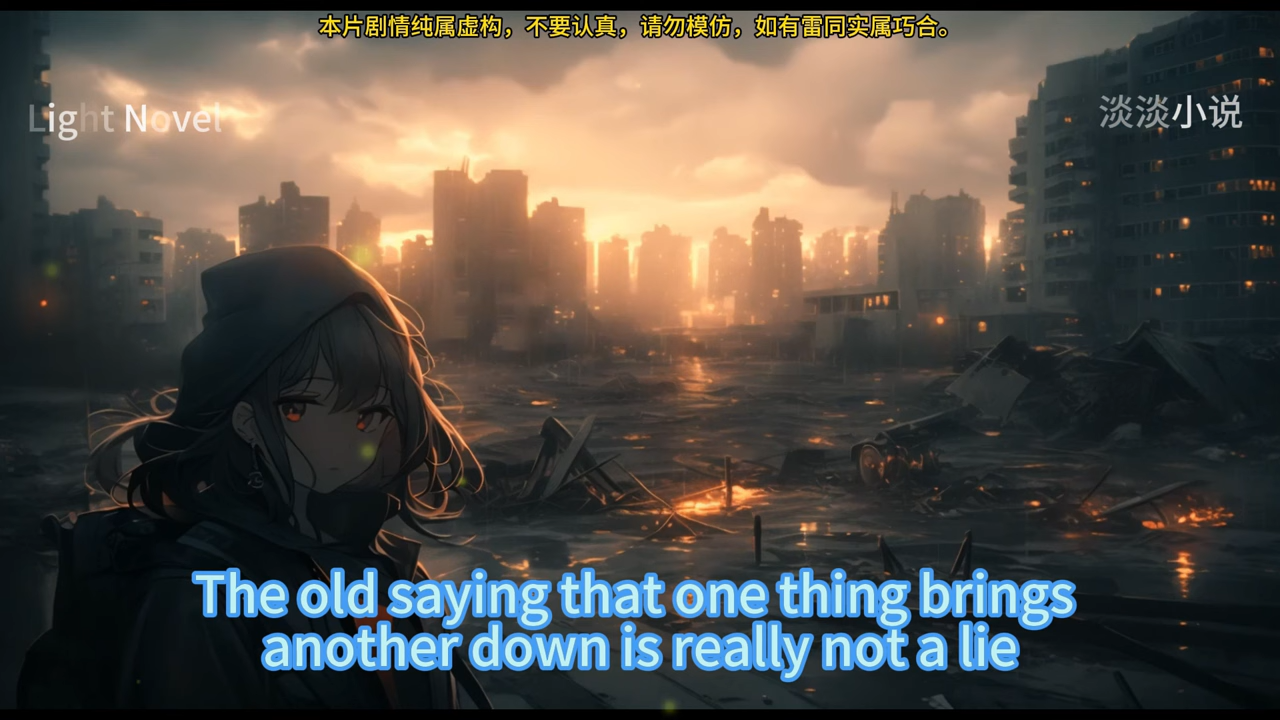 本片剧情纯属虚构，不要认真，请勿模仿，如有雷同实属巧合。
Light Novel
淡淡小说
The old saying that one thing brings
another down is really not a lie